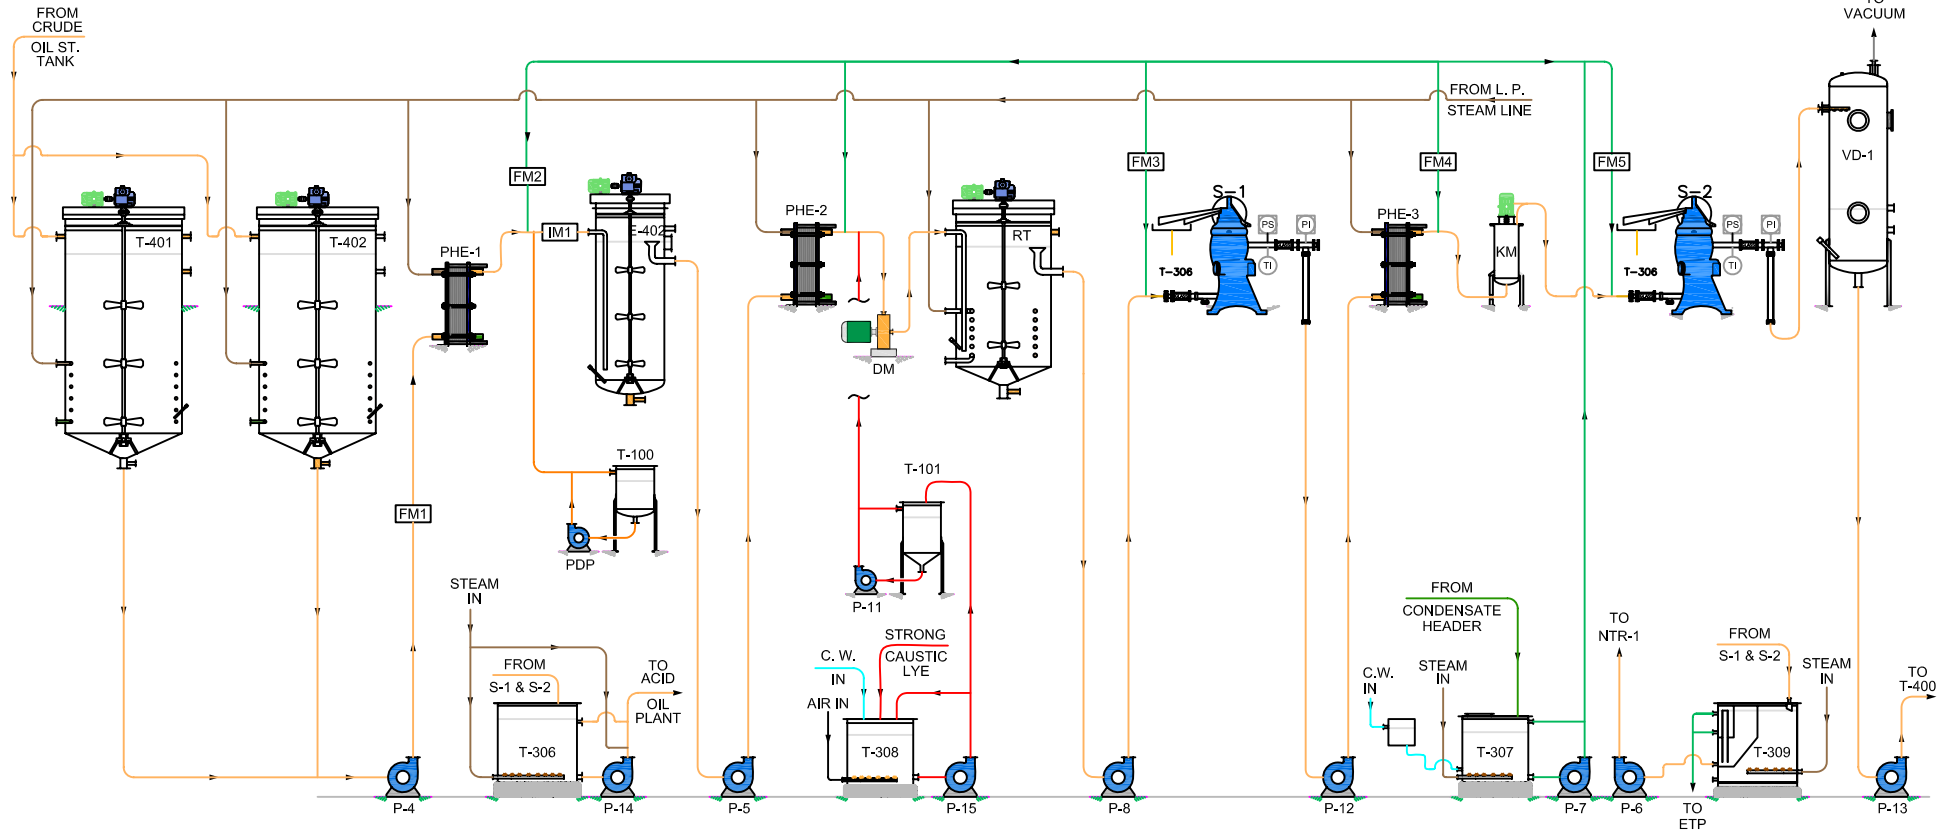 FROM
CRUDE
OIL ST.
TANK
TO
VACUUM
FROM L. P.
STEAM LINE
FM2
FM3
FM4
FM5
VD-1
S-1
S-2
T-401
T-402
PHE-1
IM1
E-402
PHE-2
RT
PS
PI
TI
T-306
PHE-3
KM
PS
PI
TI
T-306
DM
FM1
T-100
PDP
T-101
P-11
STEAM
IN
FROM
S-1 & S-2
TO
ACID
OIL
PLANT
T-306
C. W.
IN
AIR IN
STRONG
CAUSTIC
LYE
T-308
FROM
CONDENSATE
HEADER
C.W.
IN
STEAM
IN
T-307
TO
NTR-1
FROM
S-1 & S-2
STEAM
IN
T-309
TO
T-400
P-4
P-14
P-5
P-15
P-8
P-12
P-7
P-6
TO
ETP
P-13